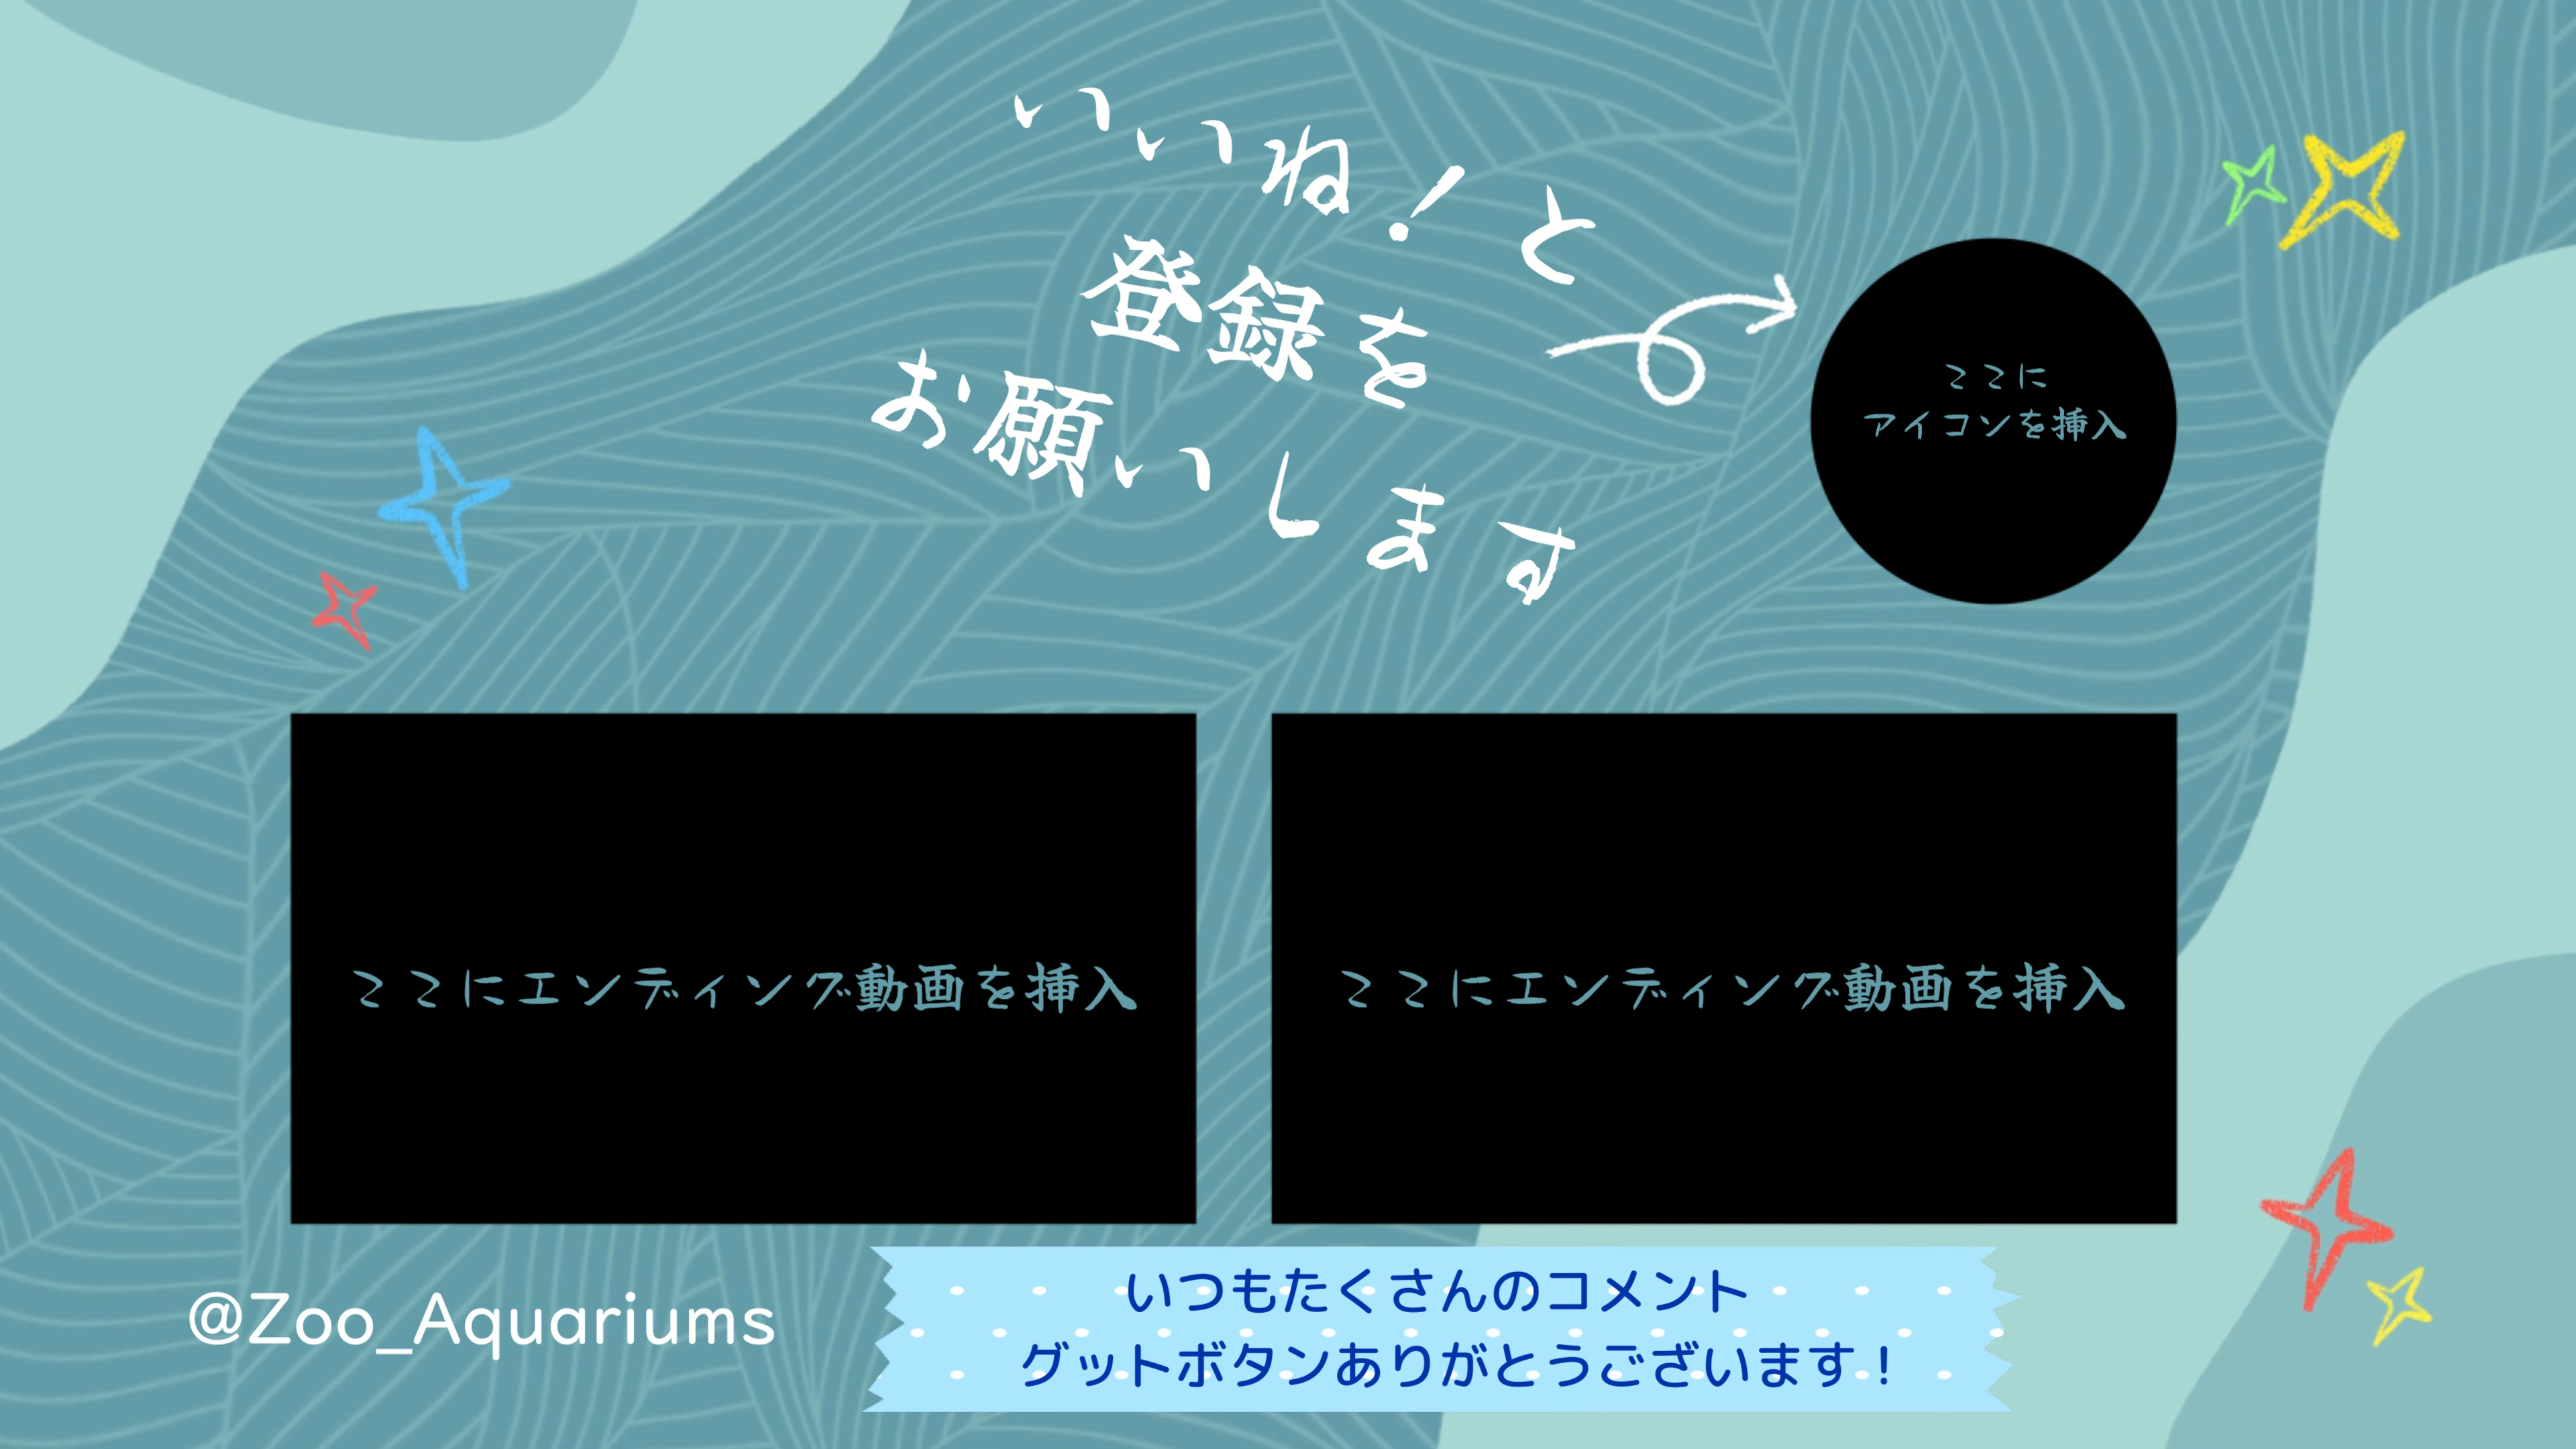 いいね！と
登録を
お願いします
ここに
アイコンを挿入
ここにエンディング動画を挿入
ここにエンディング動画を挿入
@Zoo_Aquariums
いつもたくさんのコメント
グットボタンありがとうございます！